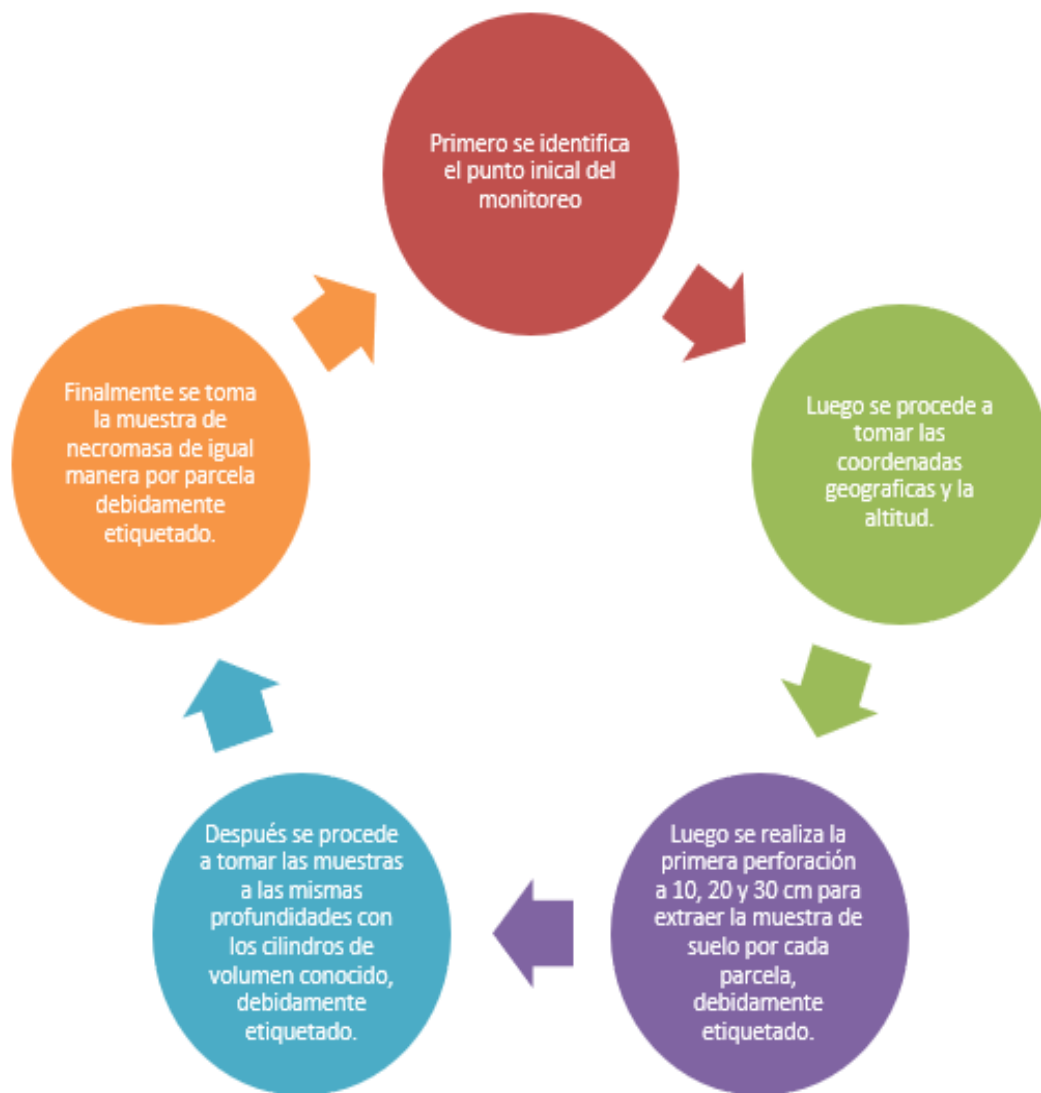 Primero se identifica
el punto inical del
monitoreo
Luego se procede a
tomar las
coordenadas
geograficas y la
altitud.
Luego se realiza la
primera perforación
a 10, 20 y 30 cm para
extraer la muestra de
suelo por cada
parcela,
debidamente
etiquetado.
Después se procede
a tomar las muestras
a las mismas
profundidades con
los cilindros de
volumen conocido,
debidamente
etiquetado.
Finalmente se toma
la muestra de
necromasa de igual
manera por parcela
debidamente
etiquetado.